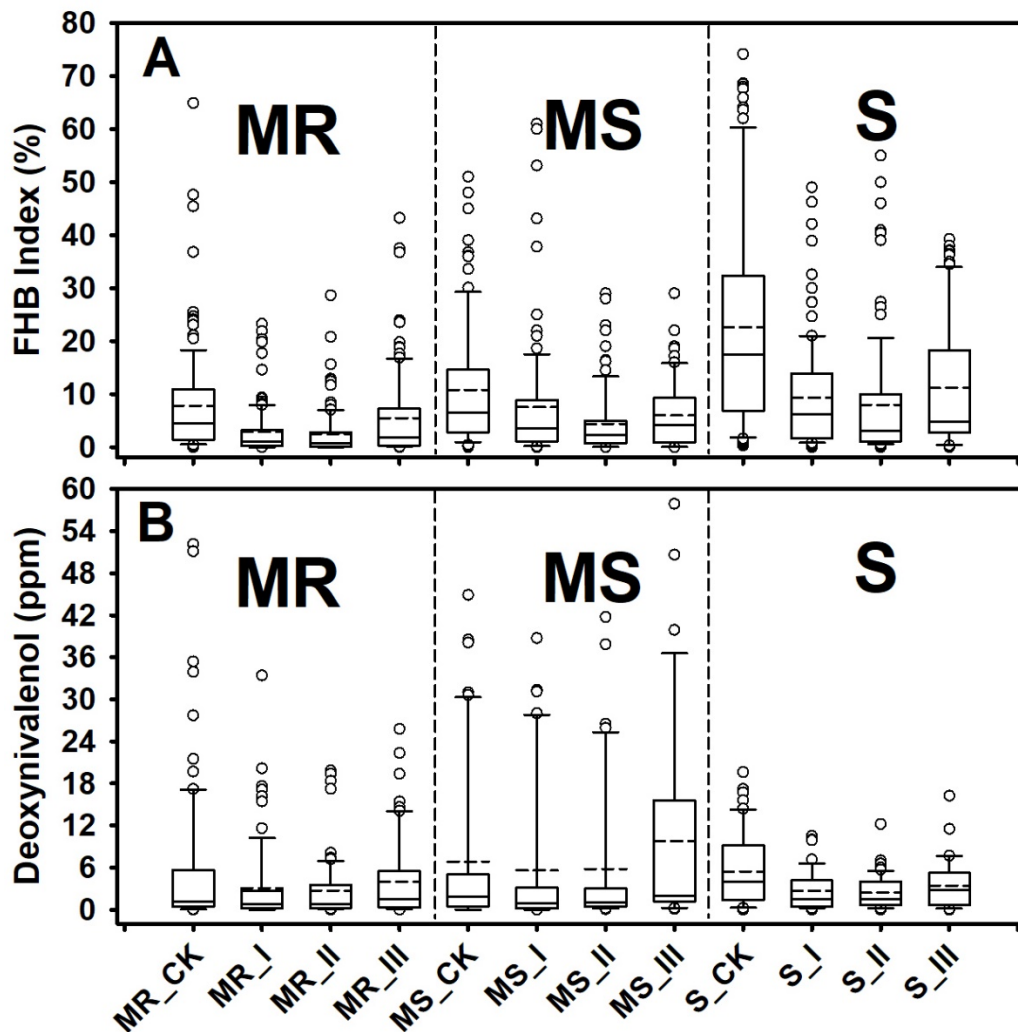 80
70
60
50
40
30
20
10
0
FHB Index (%)
A
MR
MS
S
60
54
48
42
36
30
24
18
12
6
0
Deoxynivalenol (ppm)
B
MR
MS
S
MR_CK
MR_I
MR_II
MR_III
MS_CK
MS_I
MS_II
MS_III
S_CK
S_I
S_II
S_III